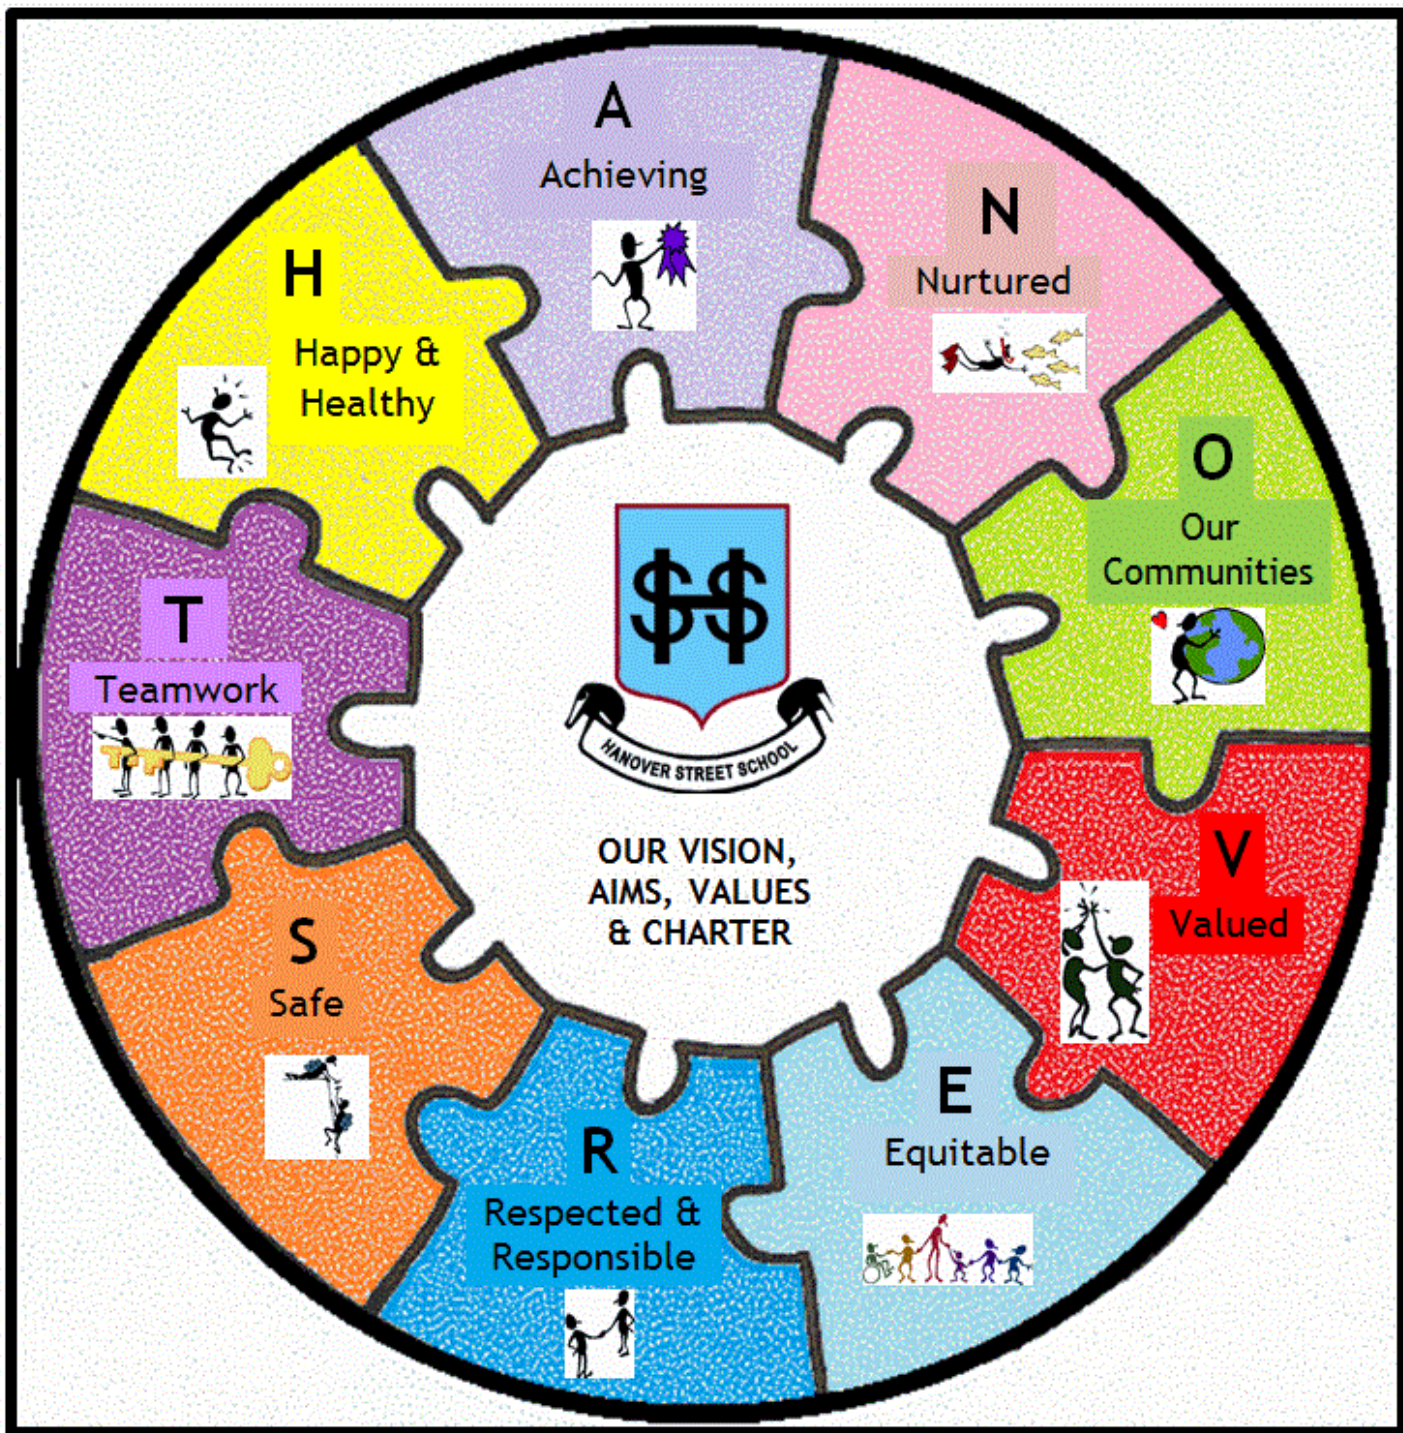 H
Happy &
Healthy
A
Achieving
N
Nurtured
O
Our
Communities
V
Valued
E
Equitable
R
Respected &
Responsible
S
Safe
T
Teamwork
SHS
HANOVER STREET SCHOOL
OUR VISION,
AIMS, VALUES
& CHARTER